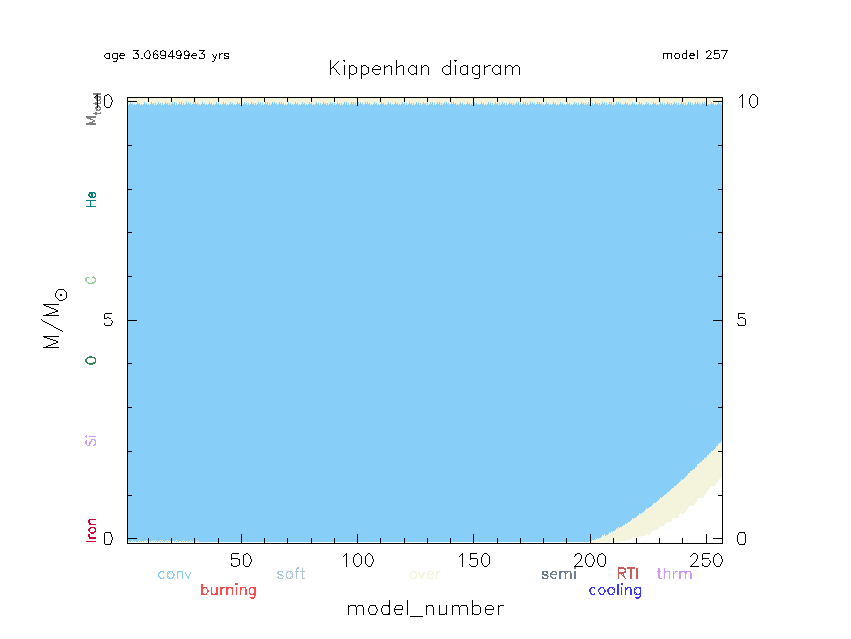 age 3.069499e3 yrs
model 257
Kippenhan diagram
M_total
10
10
He
C
M/M☉
5
5
O
Si
Iron
0
0
50 100 150 200 250
conv soft over semi RTI thrm
burning cooling
model_number